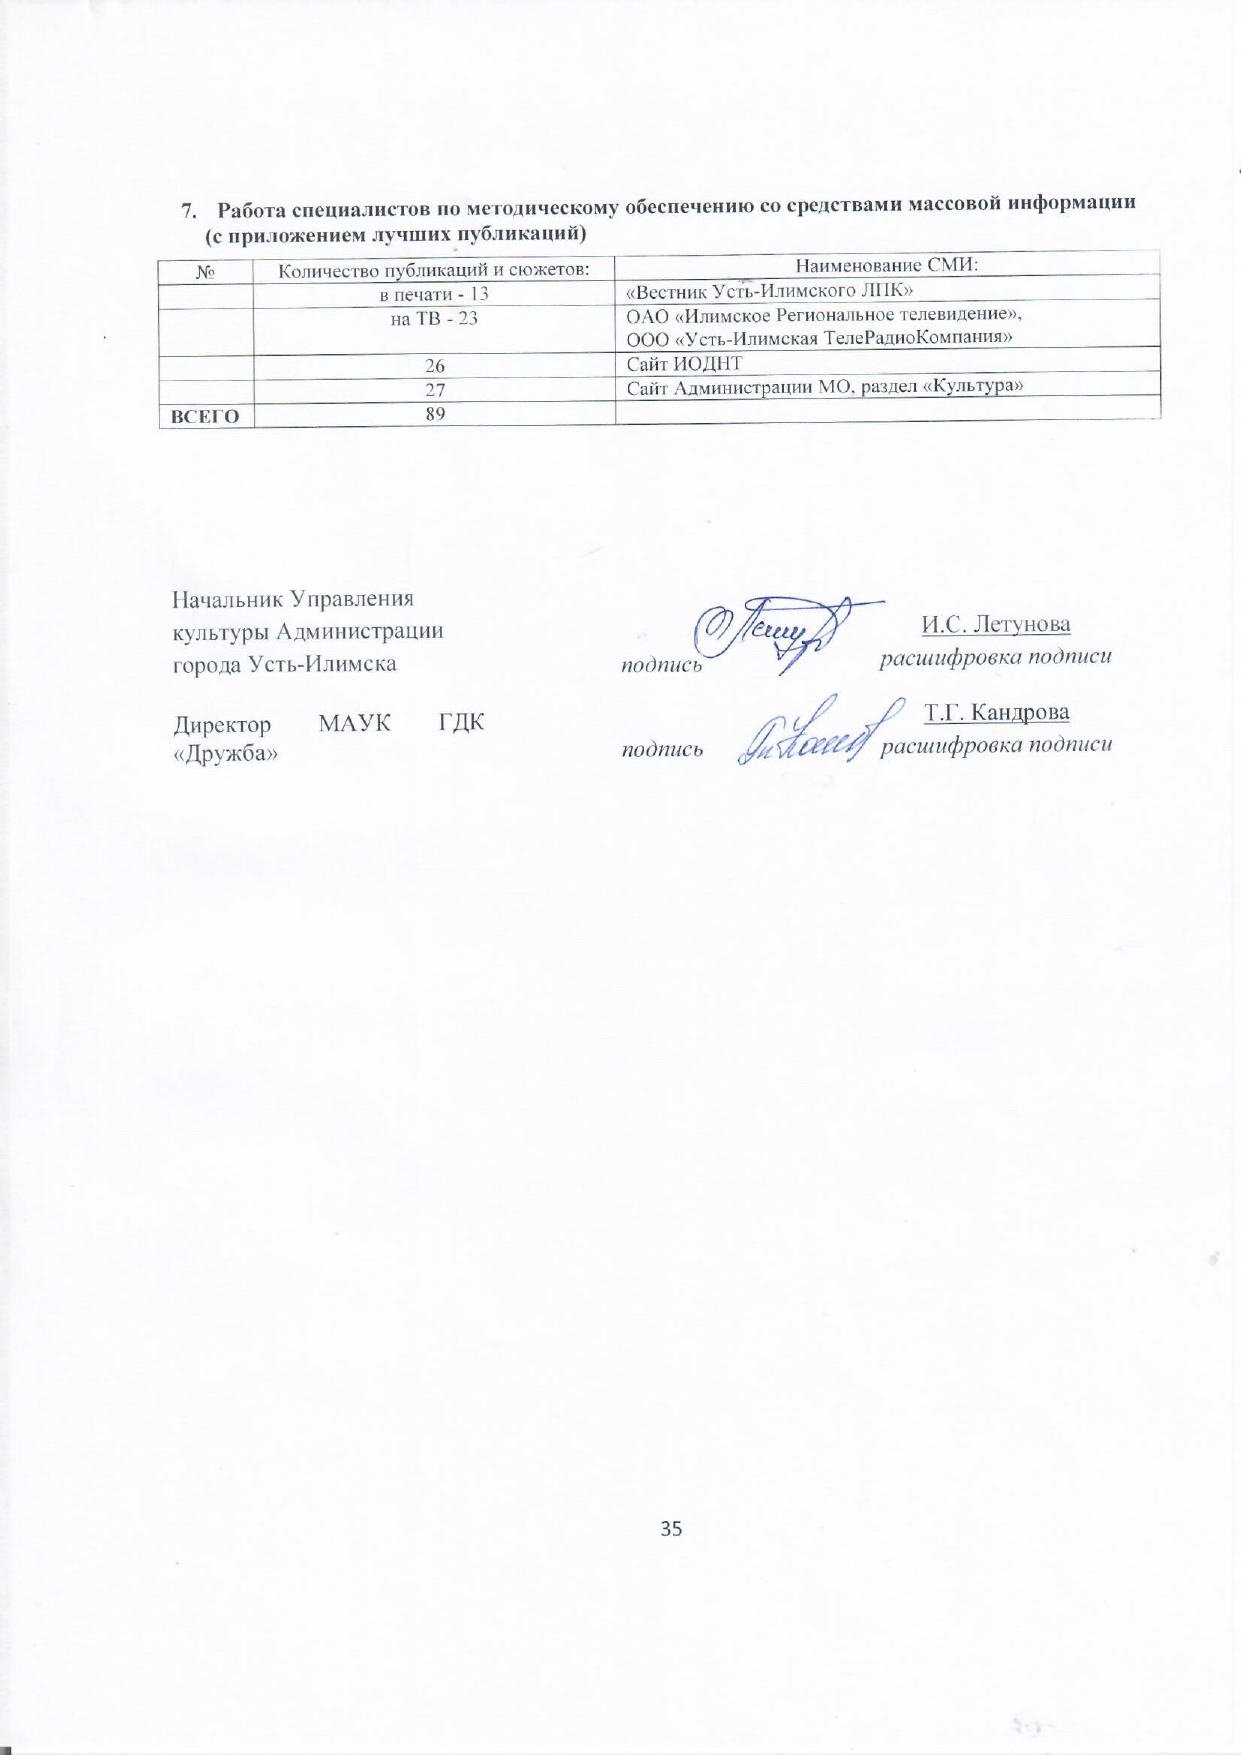 7. Работа специалистов по методическому обеспечению со средствами массовой информации
(с приложением лучших публикаций)
№ Количество публикаций и сюжетов: Наименование СМИ:
в печати - 13 «Вестник Усть-Илимского ЛПК»
на ТВ - 23 ОАО «Илимское Региональное телевидение»,
ООО «Усть-Илимская ТелеРадиоКомпания»
26 Сайт ИОДНТ
27 Сайт Администрации МО, раздел «Культура»
ВСЕГО 89
Начальник Управления
культуры Администрации И.С. Летунова
города Усть-Илимска подпись расшифровка подписи
Директор МАУК ГДК Т.Г. Кандрова
«Дружба» подпись расшифровка подписи
35